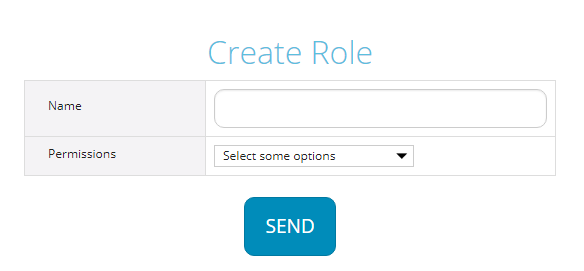 Create Role
Name
Permissions
Select some options
SEND